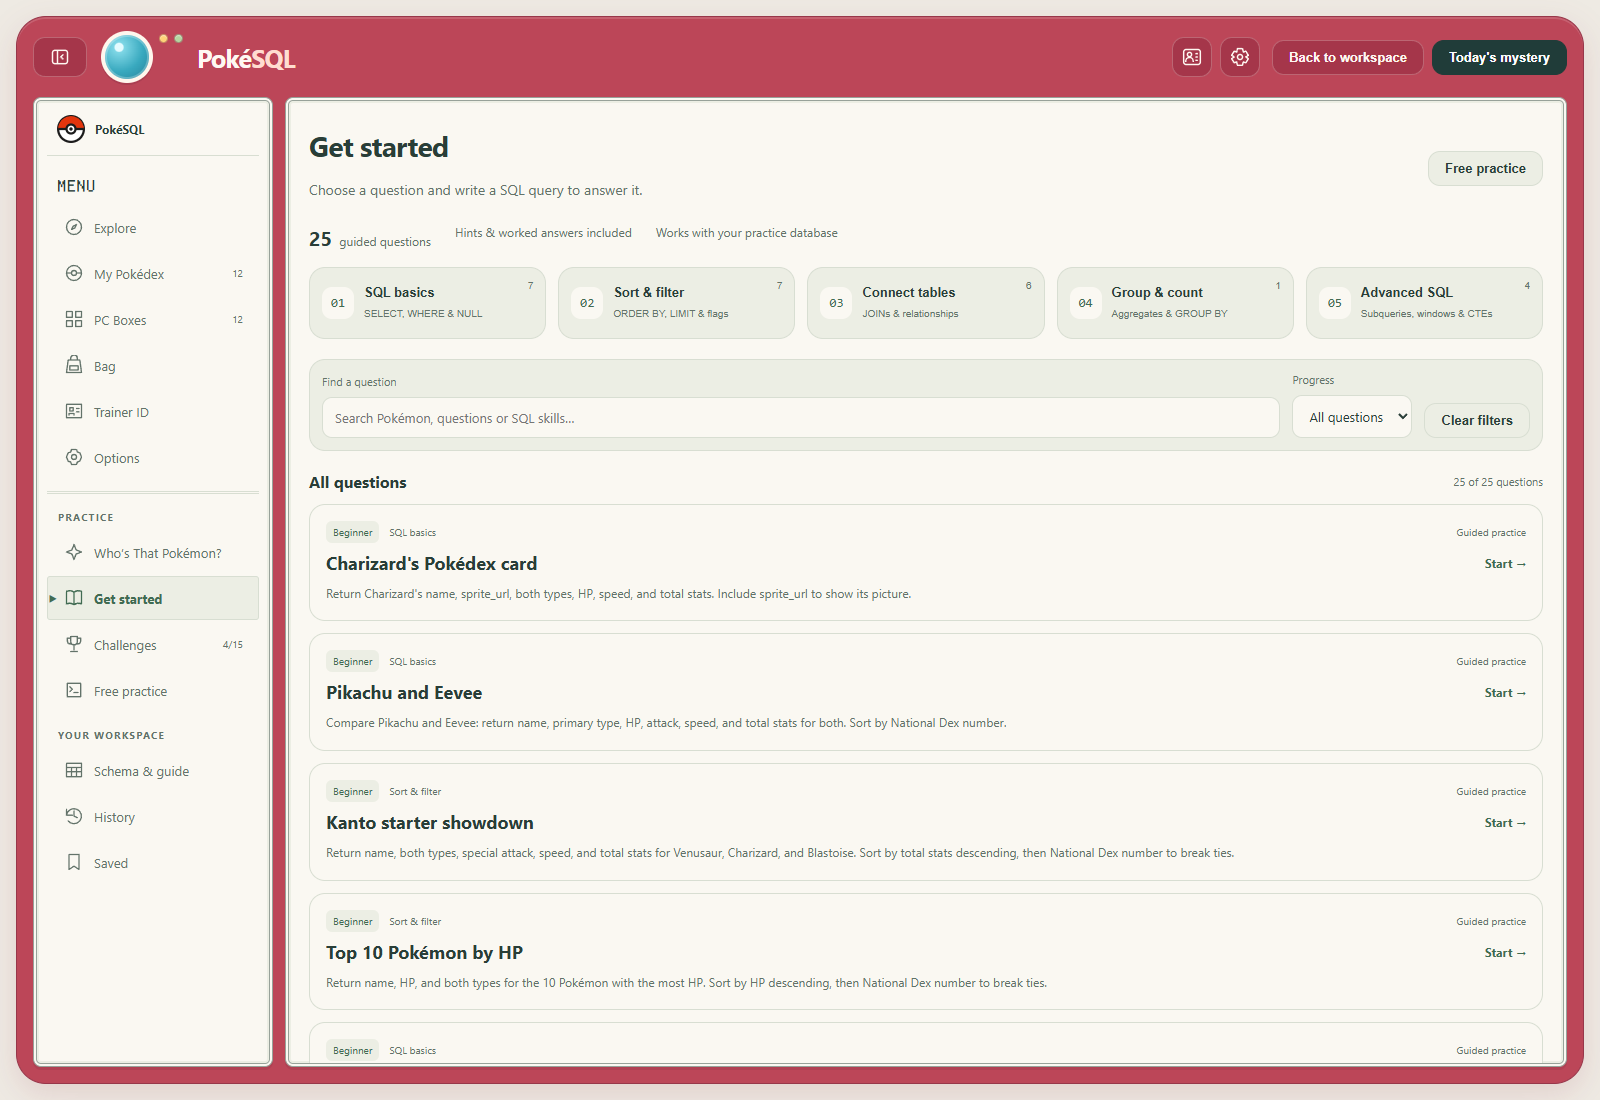 PokéSQL
Back to workspace
Today's mystery
PokéSQL
MENU
Explore
My Pokédex 12
PC Boxes 12
Bag
Trainer ID
Options
PRACTICE
Who's That Pokémon?
Get started
Challenges 4/15
Free practice
YOUR WORKSPACE
Schema & guide
History
Saved
Get started
Choose a question and write a SQL query to answer it.
Free practice
25 guided questions
Hints & worked answers included
Works with your practice database
01 SQL basics 7
SELECT, WHERE & NULL
02 Sort & filter 7
ORDER BY, LIMIT & flags
03 Connect tables 6
JOINs & relationships
04 Group & count 1
Aggregates & GROUP BY
05 Advanced SQL 4
Subqueries, windows & CTEs
Find a question
Search Pokémon, questions or SQL skills...
Progress
All questions
Clear filters
All questions
25 of 25 questions
Beginner SQL basics Guided practice
Charizard's Pokédex card Start →
Return Charizard's name, sprite_url, both types, HP, speed, and total stats. Include sprite_url to show its picture.
Beginner SQL basics Guided practice
Pikachu and Eevee Start →
Compare Pikachu and Eevee: return name, primary type, HP, attack, speed, and total stats for both. Sort by National Dex number.
Beginner Sort & filter Guided practice
Kanto starter showdown Start →
Return name, both types, special attack, speed, and total stats for Venusaur, Charizard, and Blastoise. Sort by total stats descending, then National Dex number to break ties.
Beginner Sort & filter Guided practice
Top 10 Pokémon by HP Start →
Return name, HP, and both types for the 10 Pokémon with the most HP. Sort by HP descending, then National Dex number to break ties.
Beginner SQL basics Guided practice